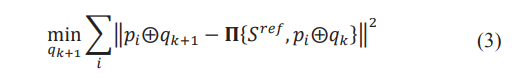 min_{q_{k+1}} ∑_i ‖p_i⊕q_{k+1} − Π{S^{ref}, p_i⊕q_k}‖² (3)